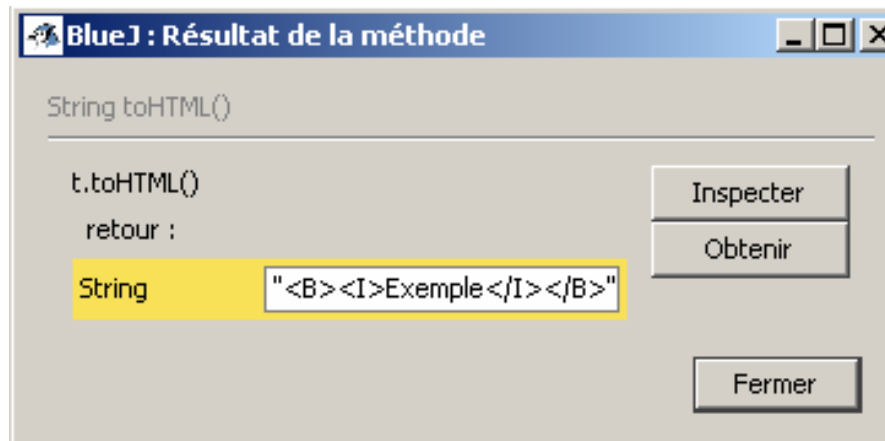 BlueJ : Résultat de la méthode
String toHTML()
t.toHTML()
retour :
String "<B><I>Exemple</I></B>"
Inspecter
Obtenir
Fermer